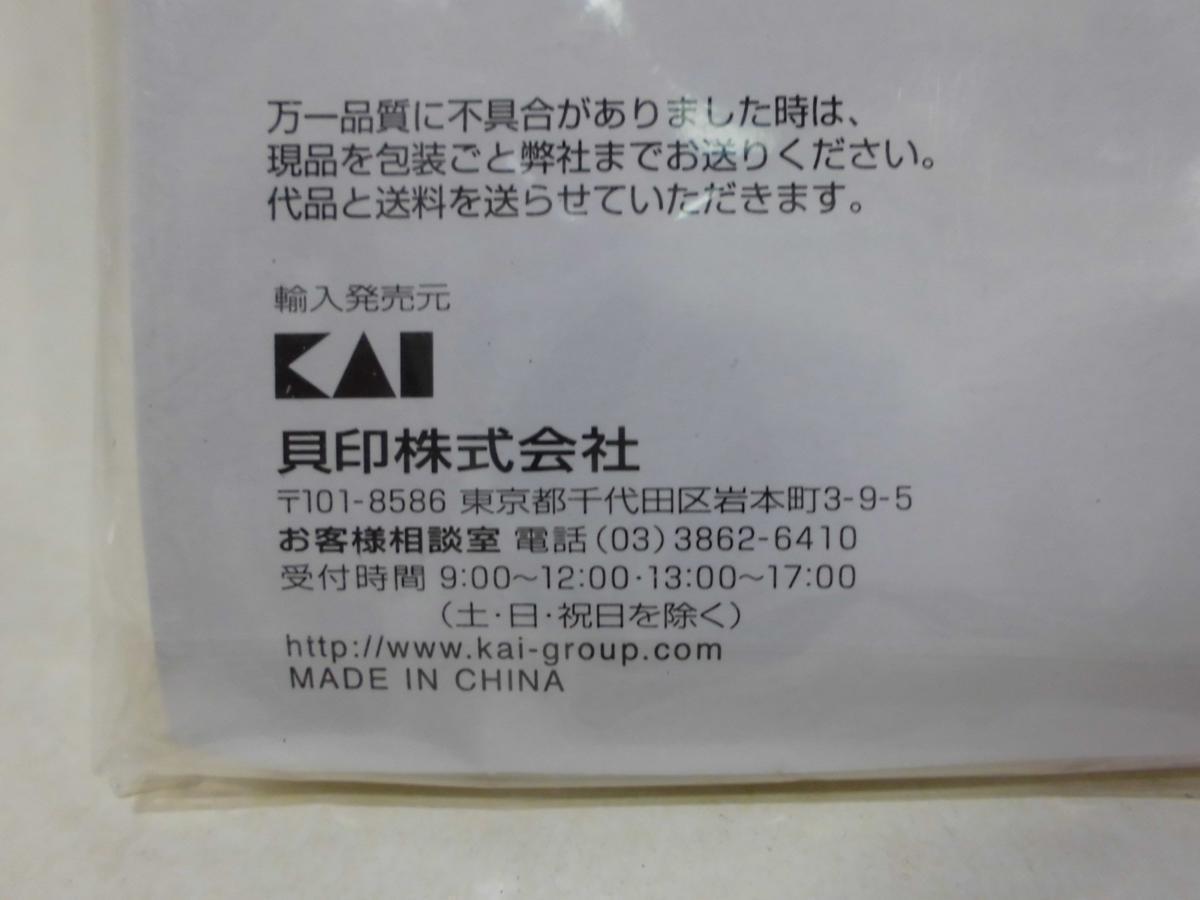 万一品質に不具合がありました時は、
現品を包装ごと弊社までお送りください。
代品と送料を送らせていただきます。
輸入発売元
KAI
貝印株式会社
〒101-8586 東京都千代田区岩本町3-9-5
お客様相談室 電話(03)3862-6410
受付時間 9:00～12:00・13:00～17:00
(土・日・祝日を除く)
http://www.kai-group.com
MADE IN CHINA